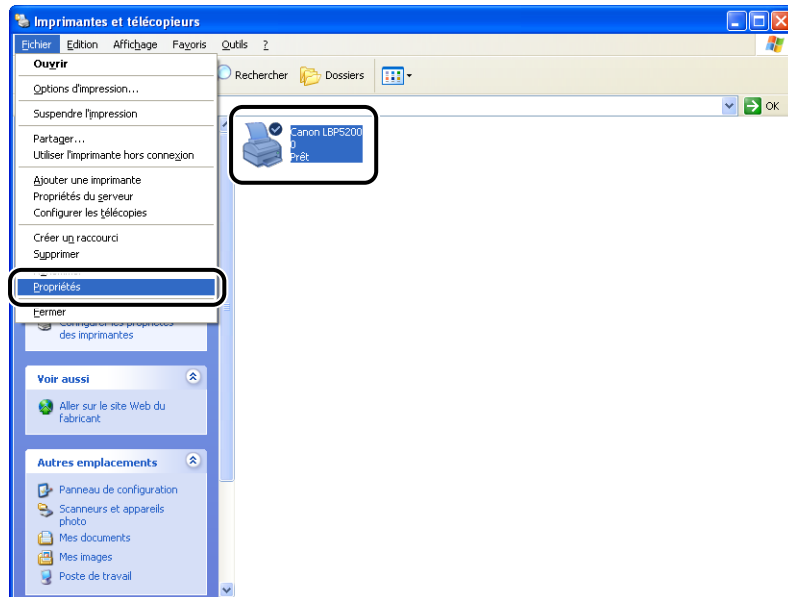 Imprimantes et télécopieurs
Fichier Edition Affichage Favoris Outils ?
Ouvrir
Options d'impression...
Suspendre l'impression
Partager...
Utiliser l'imprimante hors connexion
Ajouter une imprimante
Propriétés du serveur
Configurer les télécopies
Créer un raccourci
Supprimer
Propriétés
Fermer
Rechercher Dossiers
OK
Canon LBP5200
0
Prêt
Configurer les propriétés
des imprimantes
Voir aussi
Aller sur le site Web du
fabricant
Autres emplacements
Panneau de configuration
Scanneurs et appareils
photo
Mes documents
Mes images
Poste de travail